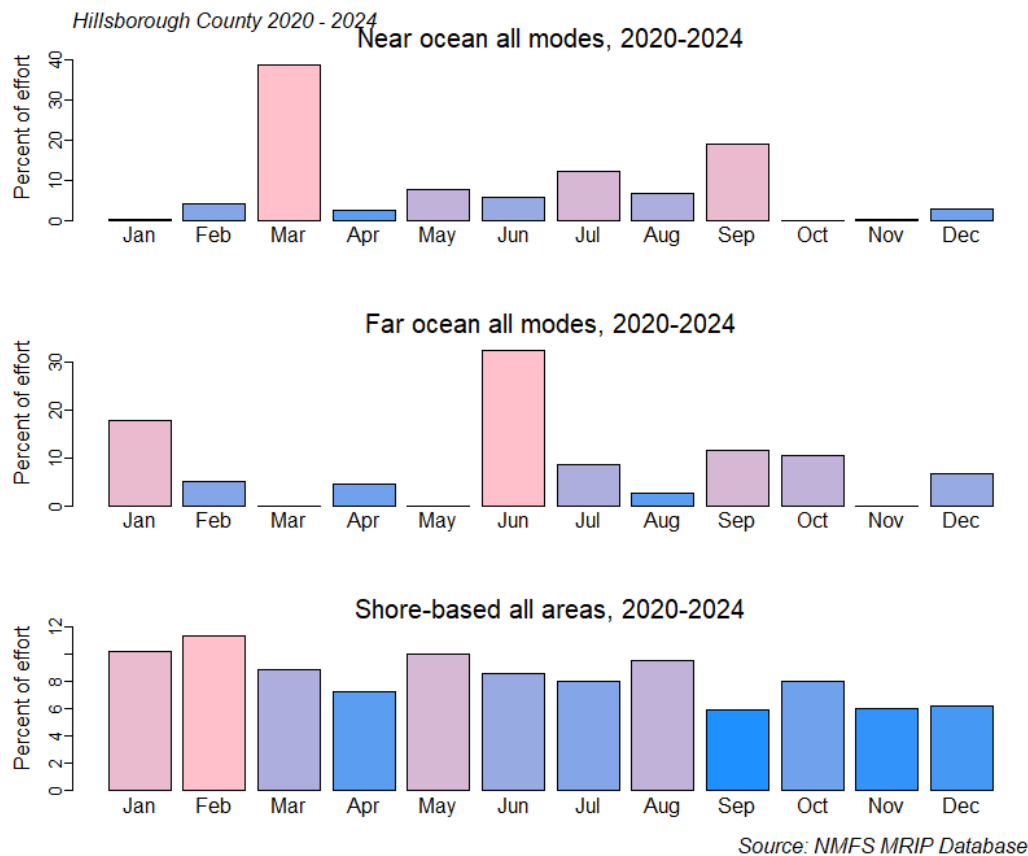 Hillsborough County 2020 - 2024
Near ocean all modes, 2020-2024
Percent of effort
40
30
20
10
0
Jan Feb Mar Apr May Jun Jul Aug Sep Oct Nov Dec
Far ocean all modes, 2020-2024
Percent of effort
30
20
10
0
Jan Feb Mar Apr May Jun Jul Aug Sep Oct Nov Dec
Shore-based all areas, 2020-2024
Percent of effort
12
8
6
4
2
0
Jan Feb Mar Apr May Jun Jul Aug Sep Oct Nov Dec
Source: NMFS MRIP Database